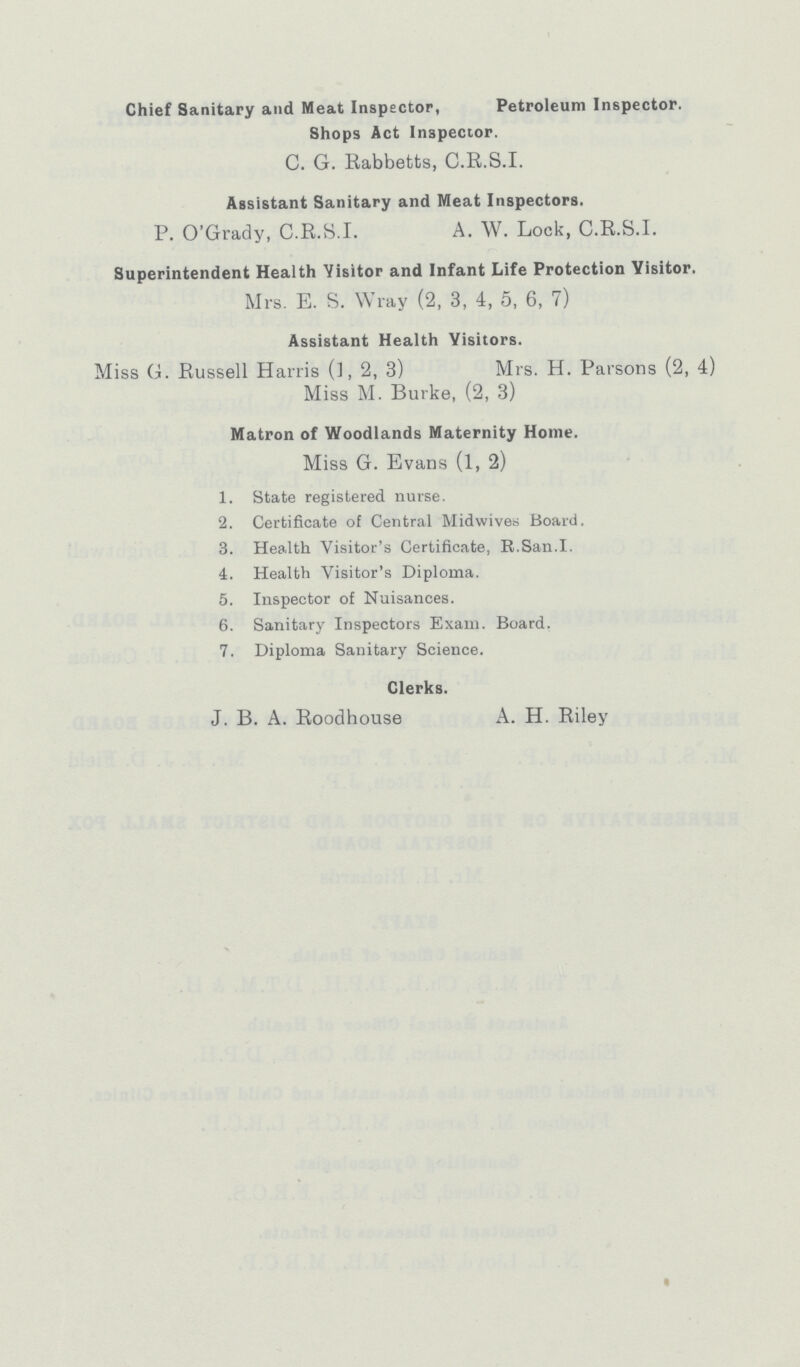 Chief Sanitary and Meat Inspector, Petroleum Inspector.
Shops Act Inspector.
C. G. Rabbetts, C.R.S.I.
Assistant Sanitary and Meat Inspectors.
P. O'Grady, C.R.S.I. A. W. Lock, C.R.S.I.
Superintendent Health Visitor and Infant Life Protection Visitor.
Mrs. E. S. Wray (2, 3, 4, 5, 6, 7)
Assistant Health Visitors.
Miss G. Russell Harris (1, 2, 3) Mrs. H. Parsons (2, 4)
Miss M. Burke, (2, 3)
Matron of Woodlands Maternity Home.
Miss G. Evans (1, 2)
1. State registered nurse.
2. Certificate of Central Midwives Board.
3. Health Visitor's Certificate, R.San.I.
4. Health Visitor's Diploma.
5. Inspector of Nuisances.
6. Sanitary Inspectors Exam. Board.
7. Diploma Sanitary Science.
Clerks.
J. B. A. Roodhouse A. H. Riley